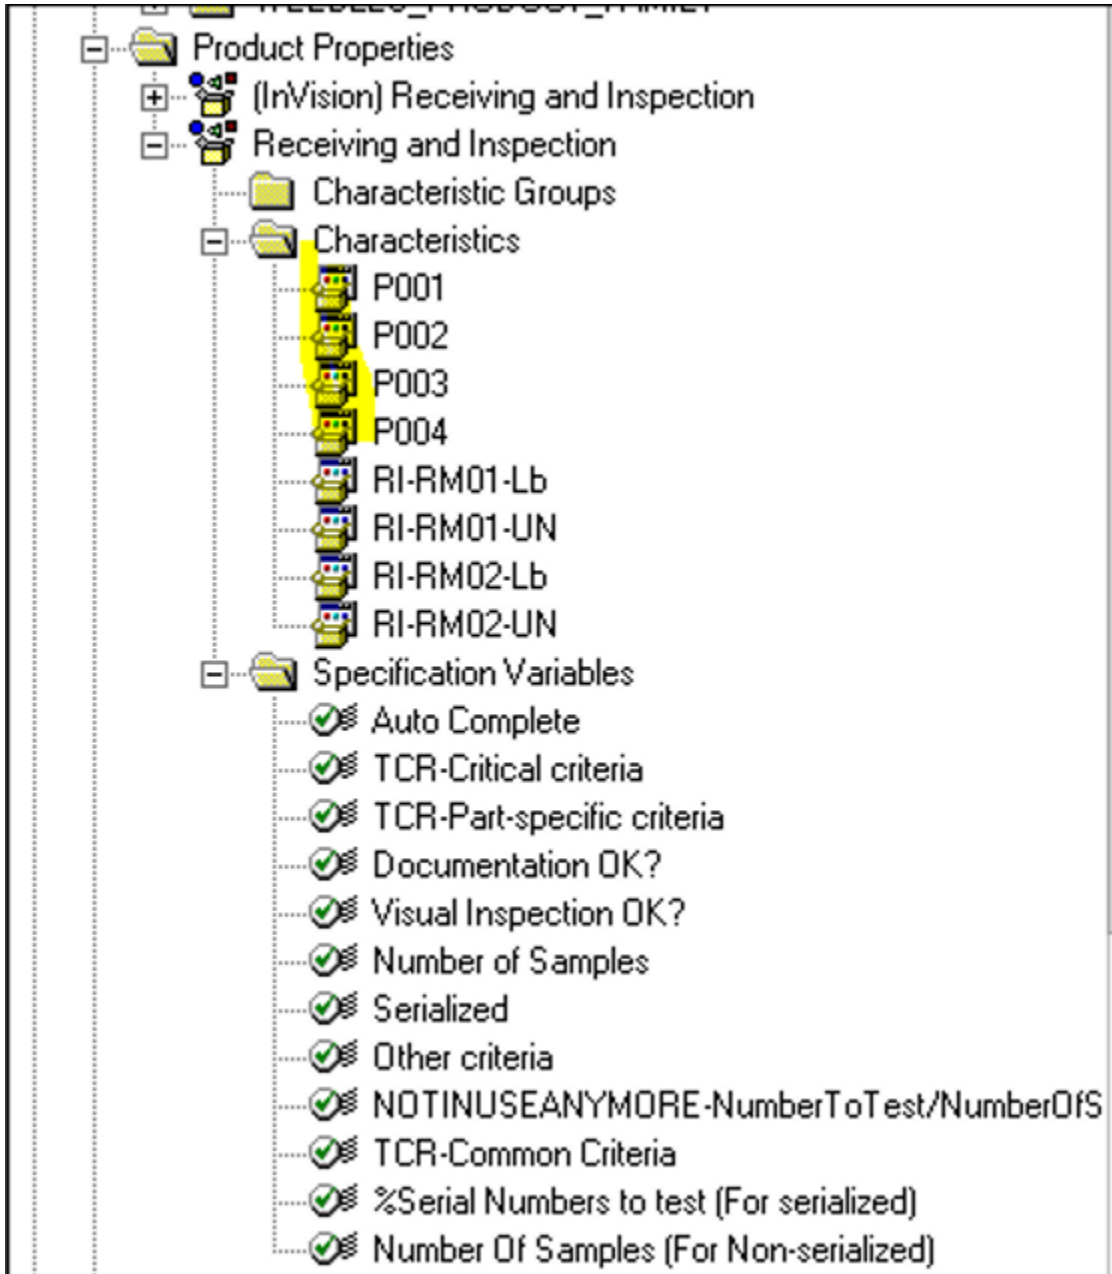 Product Properties
(InVision) Receiving and Inspection
Receiving and Inspection
Characteristic Groups
Characteristics
P001
P002
P003
P004
RI-RM01-Lb
RI-RM01-UN
RI-RM02-Lb
RI-RM02-UN
Specification Variables
Auto Complete
TCR-Critical criteria
TCR-Part-specific criteria
Documentation OK?
Visual Inspection OK?
Number of Samples
Serialized
Other criteria
NOTINUSEANYMORE-NumberToTest/NumberOfS
TCR-Common Criteria
%Serial Numbers to test (For serialized)
Number Of Samples (For Non-serialized)